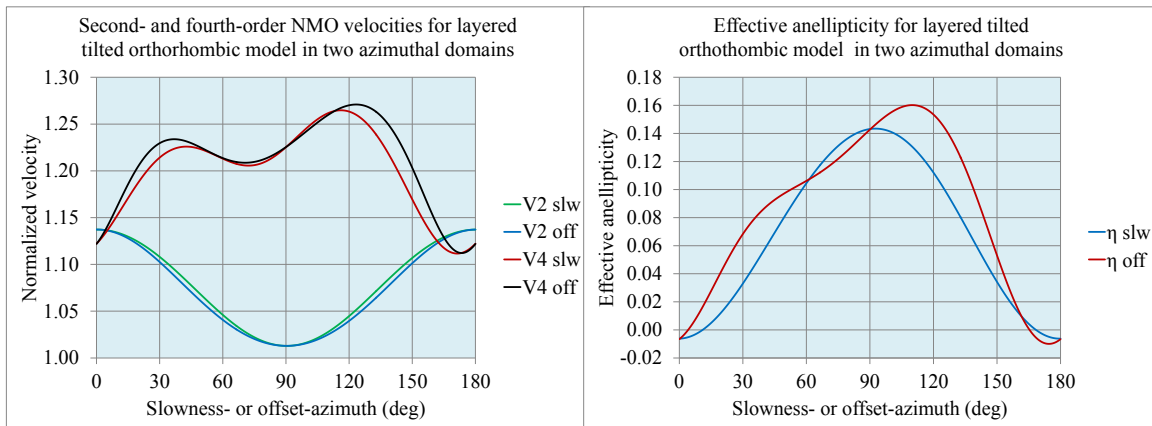 Second- and fourth-order NMO velocities for layered
tilted orthorhombic model in two azimuthal domains
1.30
1.25
1.20
1.15
1.10
1.05
1.00
Normalized velocity
0 30 60 90 120 150 180
Slowness- or offset-azimuth (deg)
V2 slw
V2 off
V4 slw
V4 off
Effective anellipticity for layered tilted
orthothombic model in two azimuthal domains
0.18
0.16
0.14
0.12
0.10
0.08
0.06
0.04
0.02
0.00
-0.02
Effective anellipticity
0 30 60 90 120 150 180
Slowness- or offset-azimuth (deg)
η slw
η off